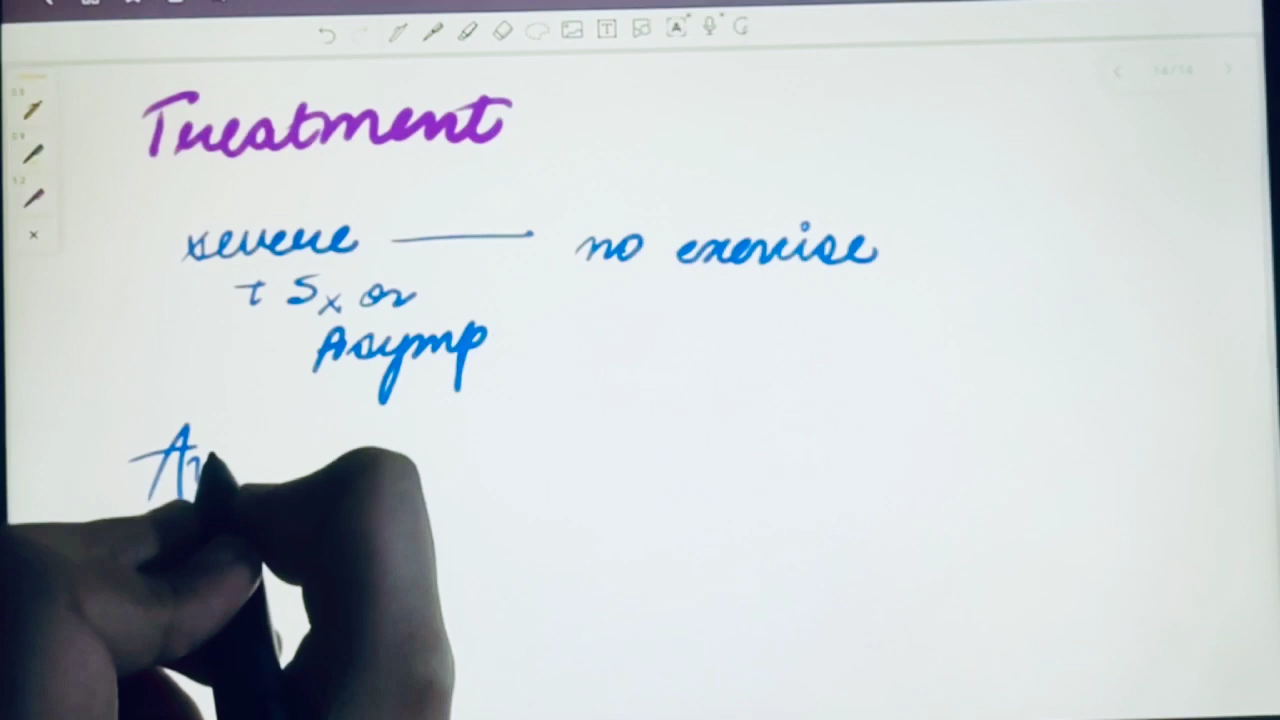 Treatment
severe — no exercise
+ Sx or
Asymp